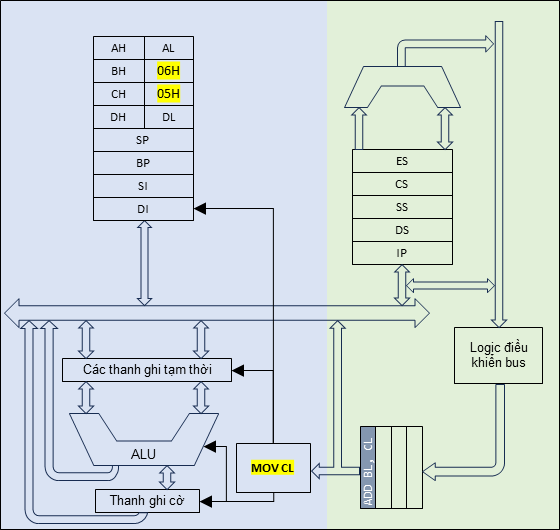 AH AL
BH 06H
CH 05H
DH DL
SP
BP
SI
DI
ES
CS
SS
DS
IP
Logic điều
khiển bus
Các thanh ghi tạm thời
ALU
MOV CL
ADD BL, CL
Thanh ghi cờ